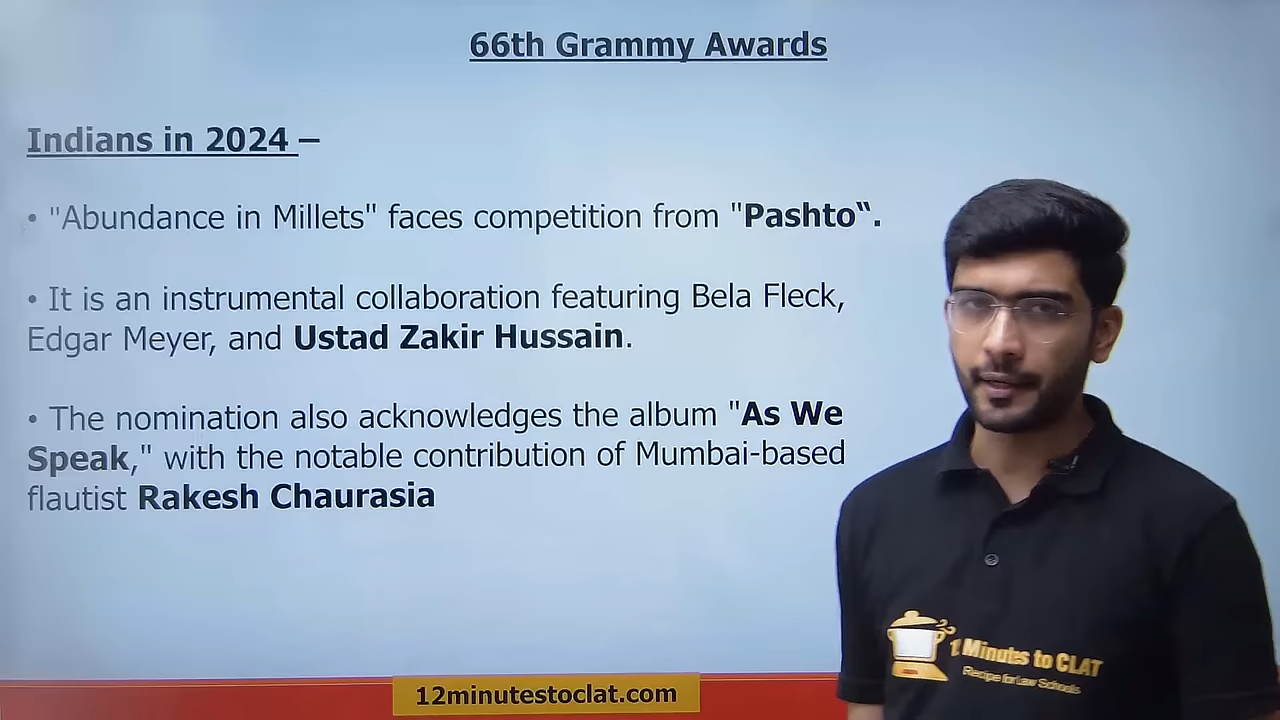 66th Grammy Awards
Indians in 2024 –
• "Abundance in Millets" faces competition from "Pashto“.
• It is an instrumental collaboration featuring Bela Fleck,
Edgar Meyer, and Ustad Zakir Hussain.
• The nomination also acknowledges the album "As We
Speak," with the notable contribution of Mumbai-based
flautist Rakesh Chaurasia
1 Minutes to CLAT
Recipe for Law Schools
12minutestoclat.com